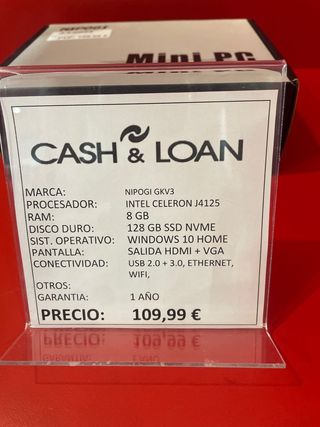 NIPOGI
Mini PC
CASH & LOAN
MARCA: NIPOGI GKV3
PROCESADOR: INTEL CELERON J4125
RAM: 8 GB
DISCO DURO: 128 GB SSD NVME
SIST. OPERATIVO: WINDOWS 10 HOME
PANTALLA: SALIDA HDMI + VGA
CONECTIVIDAD: USB 2.0 + 3.0, ETHERNET,
WIFI,
OTROS:
GARANTIA: 1 AÑO
PRECIO: 109,99 €